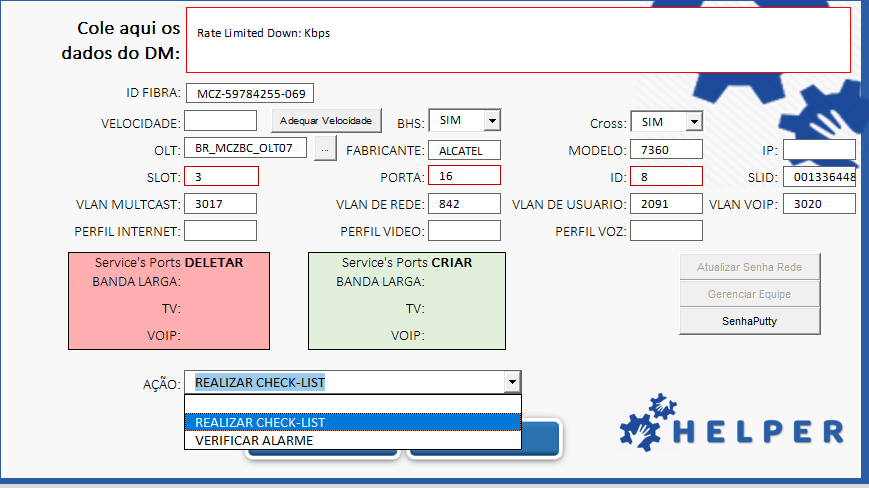 Cole aqui os
dados do DM:
Rate Limited Down: Kbps
ID FIBRA: MCZ-59784255-069
VELOCIDADE: Adequar Velocidade BHS: SIM Cross: SIM
OLT: BR_MCZBC_OLT07 ... FABRICANTE: ALCATEL MODELO: 7360 IP:
SLOT: 3 PORTA: 16 ID: 8 SLID: 001336448
VLAN MULTCAST: 3017 VLAN DE REDE: 842 VLAN DE USUARIO: 2091 VLAN VOIP: 3020
PERFIL INTERNET: PERFIL VIDEO: PERFIL VOZ:
Service's Ports DELETAR
BANDA LARGA:
TV:
VOIP:
Service's Ports CRIAR
BANDA LARGA:
TV:
VOIP:
Atualizar Senha Rede
Gerenciar Equipe
SenhaPutty
AÇÃO: REALIZAR CHECK-LIST
REALIZAR CHECK-LIST
VERIFICAR ALARME
HELPER